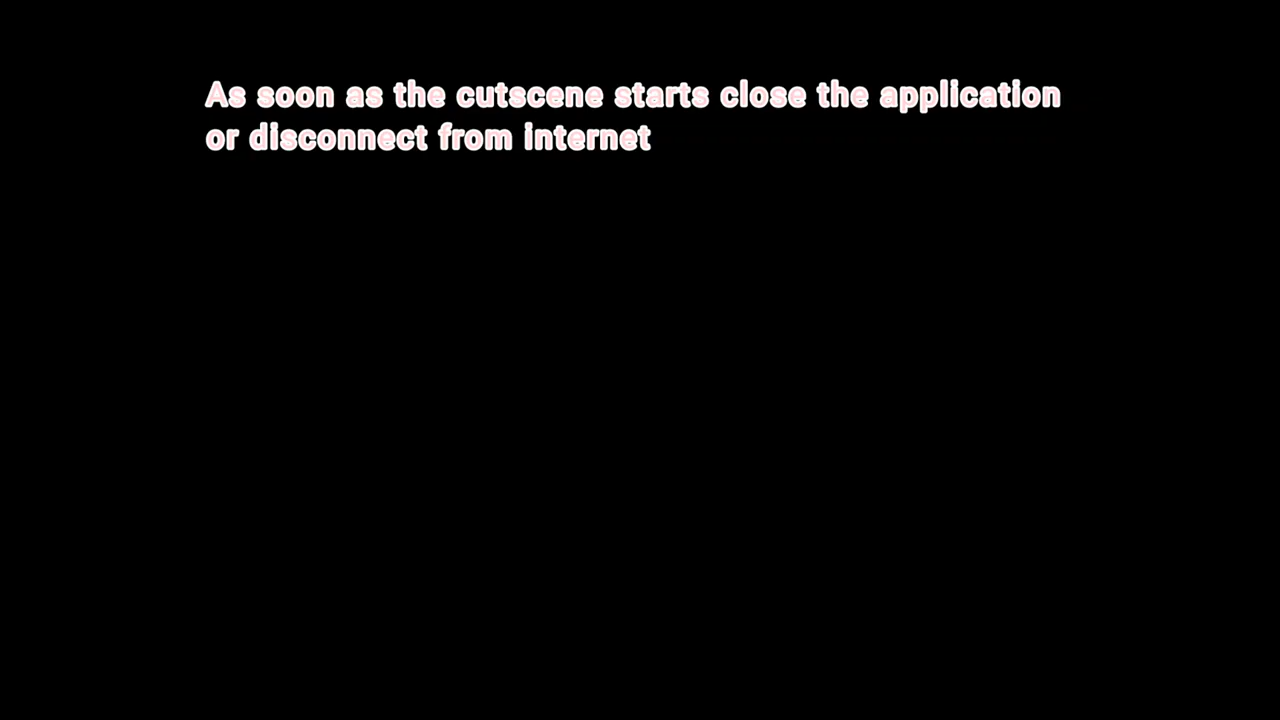 As soon as the cutscene starts close the application
or disconnect from internet